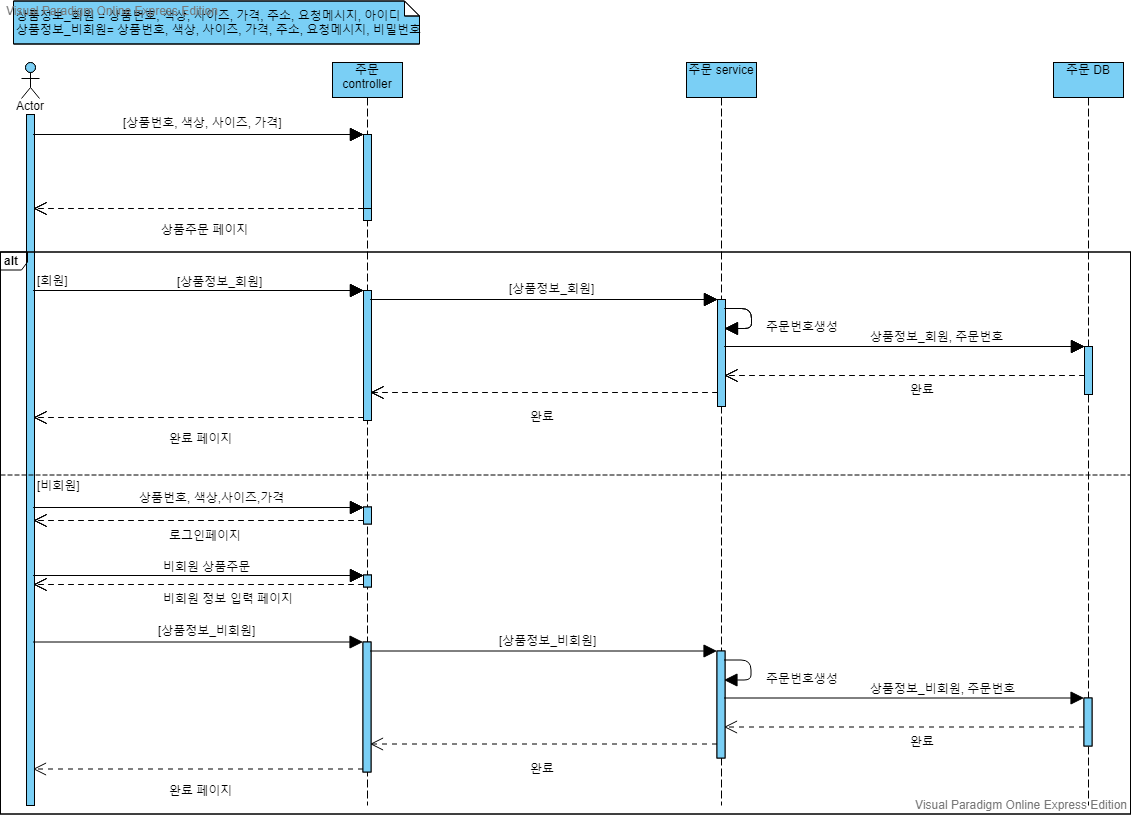 Visual Paradigm Online Express Edition
상품정보_회원 = 상품번호, 색상, 사이즈, 가격, 주소, 요청메시지, 아이디
상품정보_비회원= 상품번호, 색상, 사이즈, 가격, 주소, 요청메시지, 비밀번호
주문
controller
주문 service
주문 DB
Actor
[상품번호, 색상, 사이즈, 가격]
상품주문 페이지
alt
[회원]
[상품정보_회원]
[상품정보_회원]
주문번호생성
상품정보_회원, 주문번호
완료
완료
완료 페이지
[비회원]
상품번호, 색상,사이즈,가격
로그인페이지
비회원 상품주문
비회원 정보 입력 페이지
[상품정보_비회원]
[상품정보_비회원]
주문번호생성
상품정보_비회원, 주문번호
완료
완료
완료 페이지
Visual Paradigm Online Express Edition